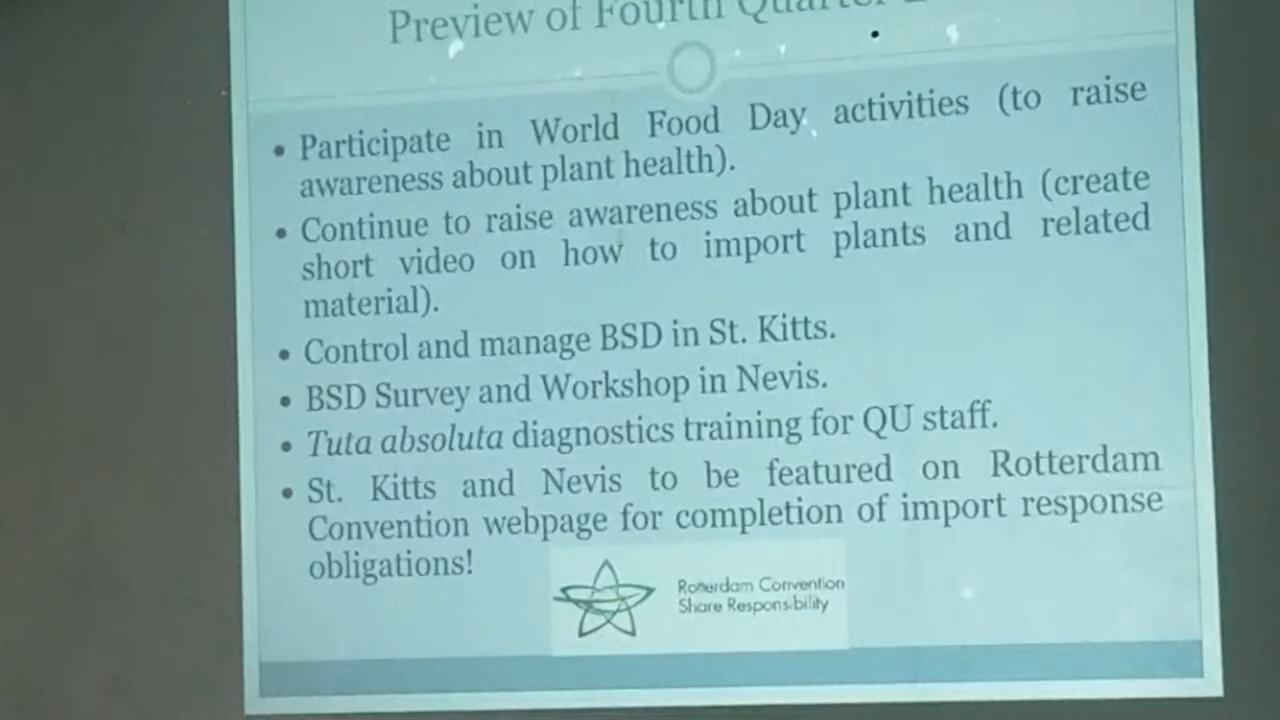 Preview of Fourth Quarter
• Participate in World Food Day activities (to raise
awareness about plant health).
• Continue to raise awareness about plant health (create
short video on how to import plants and related
material).
• Control and manage BSD in St. Kitts.
• BSD Survey and Workshop in Nevis.
• Tuta absoluta diagnostics training for QU staff.
• St. Kitts and Nevis to be featured on Rotterdam
Convention webpage for completion of import response
obligations!
Rotterdam Convention
Share Responsibility